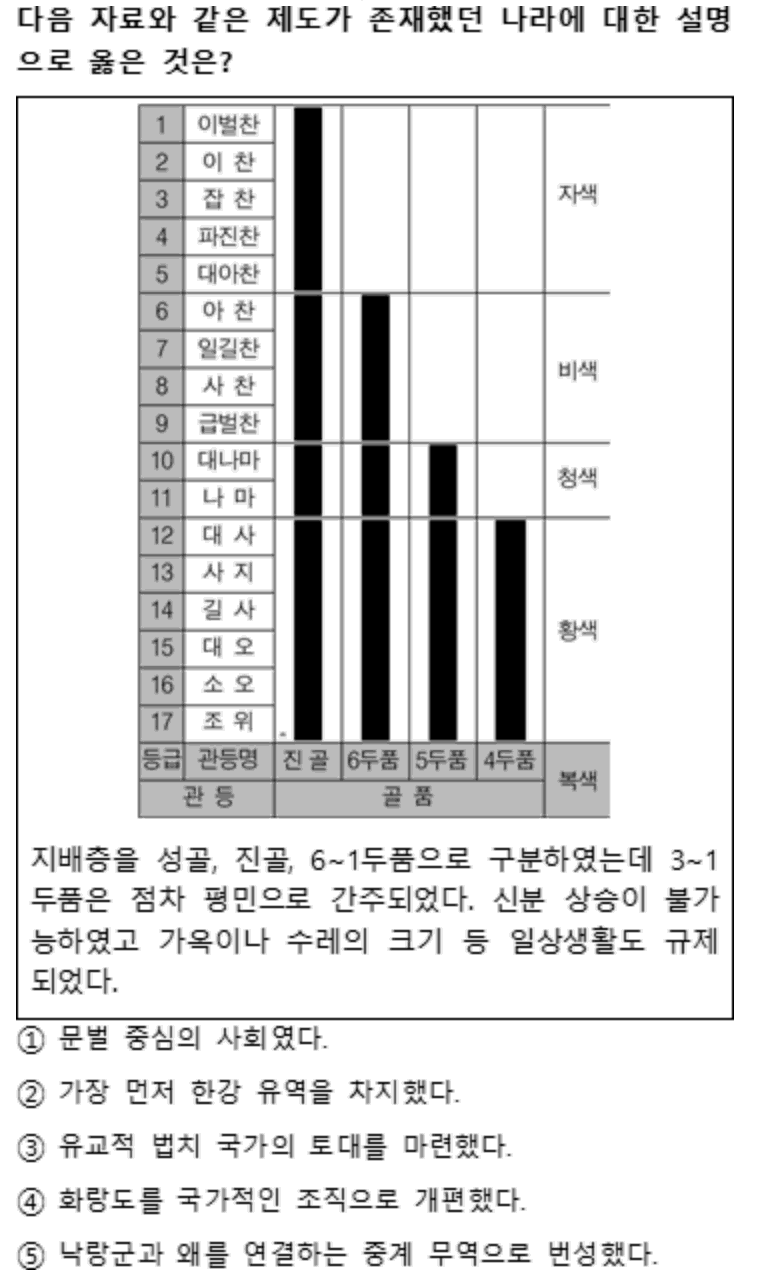 다음 자료와 같은 제도가 존재했던 나라에 대한 설명
으로 옳은 것은?
1 이벌찬
2 이 찬
3 잡 찬
4 파진찬
5 대아찬
자색
6 아 찬
7 일길찬
8 사 찬
9 급벌찬
비색
10 대나마
11 나 마
청색
12 대 사
13 사 지
14 길 사
15 대 오
16 소 오
17 조 위
황색
등급 관등명 진 골 6두품 5두품 4두품 복색
관 등 골 품
지배층을 성골, 진골, 6~1두품으로 구분하였는데 3~1
두품은 점차 평민으로 간주되었다. 신분 상승이 불가
능하였고 가옥이나 수레의 크기 등 일상생활도 규제
되었다.
① 문벌 중심의 사회였다.
② 가장 먼저 한강 유역을 차지했다.
③ 유교적 법치 국가의 토대를 마련했다.
④ 화랑도를 국가적인 조직으로 개편했다.
⑤ 낙랑군과 왜를 연결하는 중계 무역으로 번성했다.